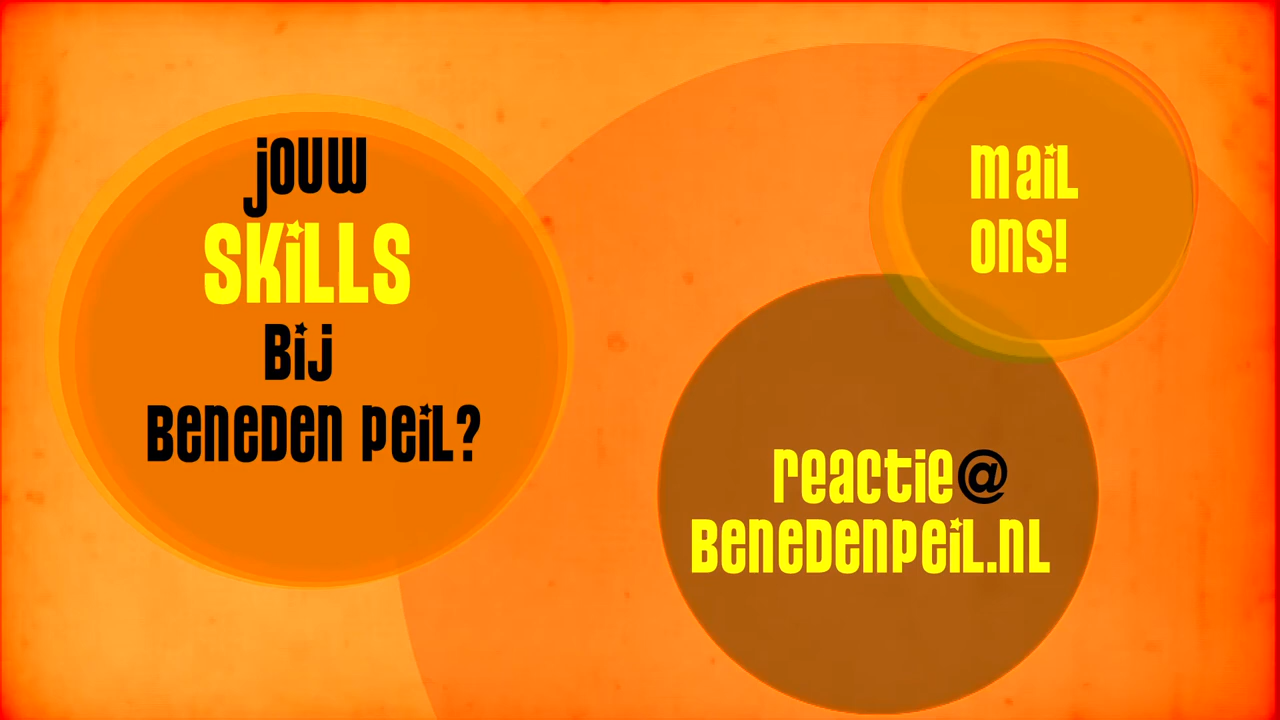 jouw
SKiLLS
Bij
BeneDen peiL?
maiL
ons!
reactie@
BeneDenpeiL.nL